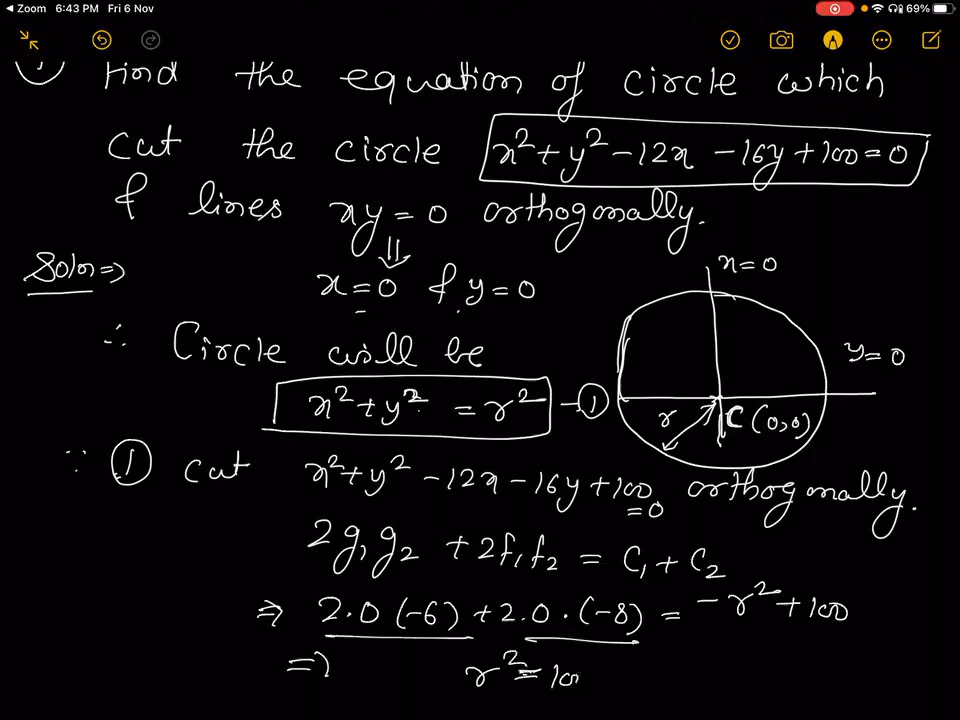 Zoom 6:43 PM Fri 6 Nov 69%
Find the equation of circle which
cut the circle x²+y²-12x-16y+100=0
& lines xy=0 orthogonally.
Soln⇒
x=0 & y=0
x=0
y=0
∴ Circle will be
x²+y²=r² -①
r C(0,0)
∵ ① cut x²+y²-12x-16y+100=0 orthogonally.
2g₁g₂+2f₁f₂=C₁+C₂
⇒ 2·0(-6)+2·0·(-8)=-r²+100
⇒ r²=10